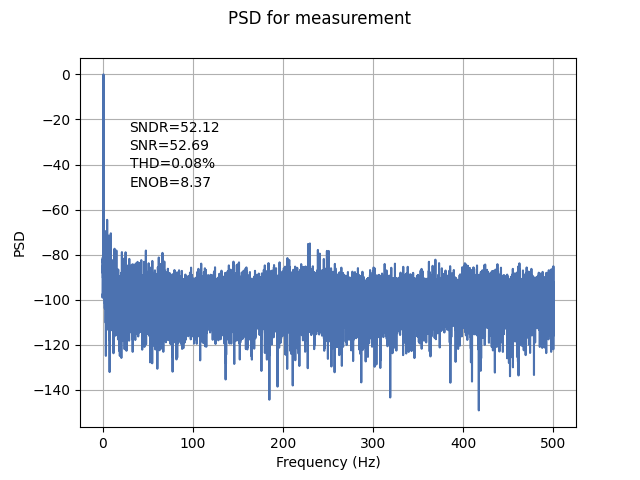 PSD for measurement
0
−20
−40
−60
−80
−100
−120
−140
PSD
SNDR=52.12
SNR=52.69
THD=0.08%
ENOB=8.37
0 100 200 300 400 500
Frequency (Hz)